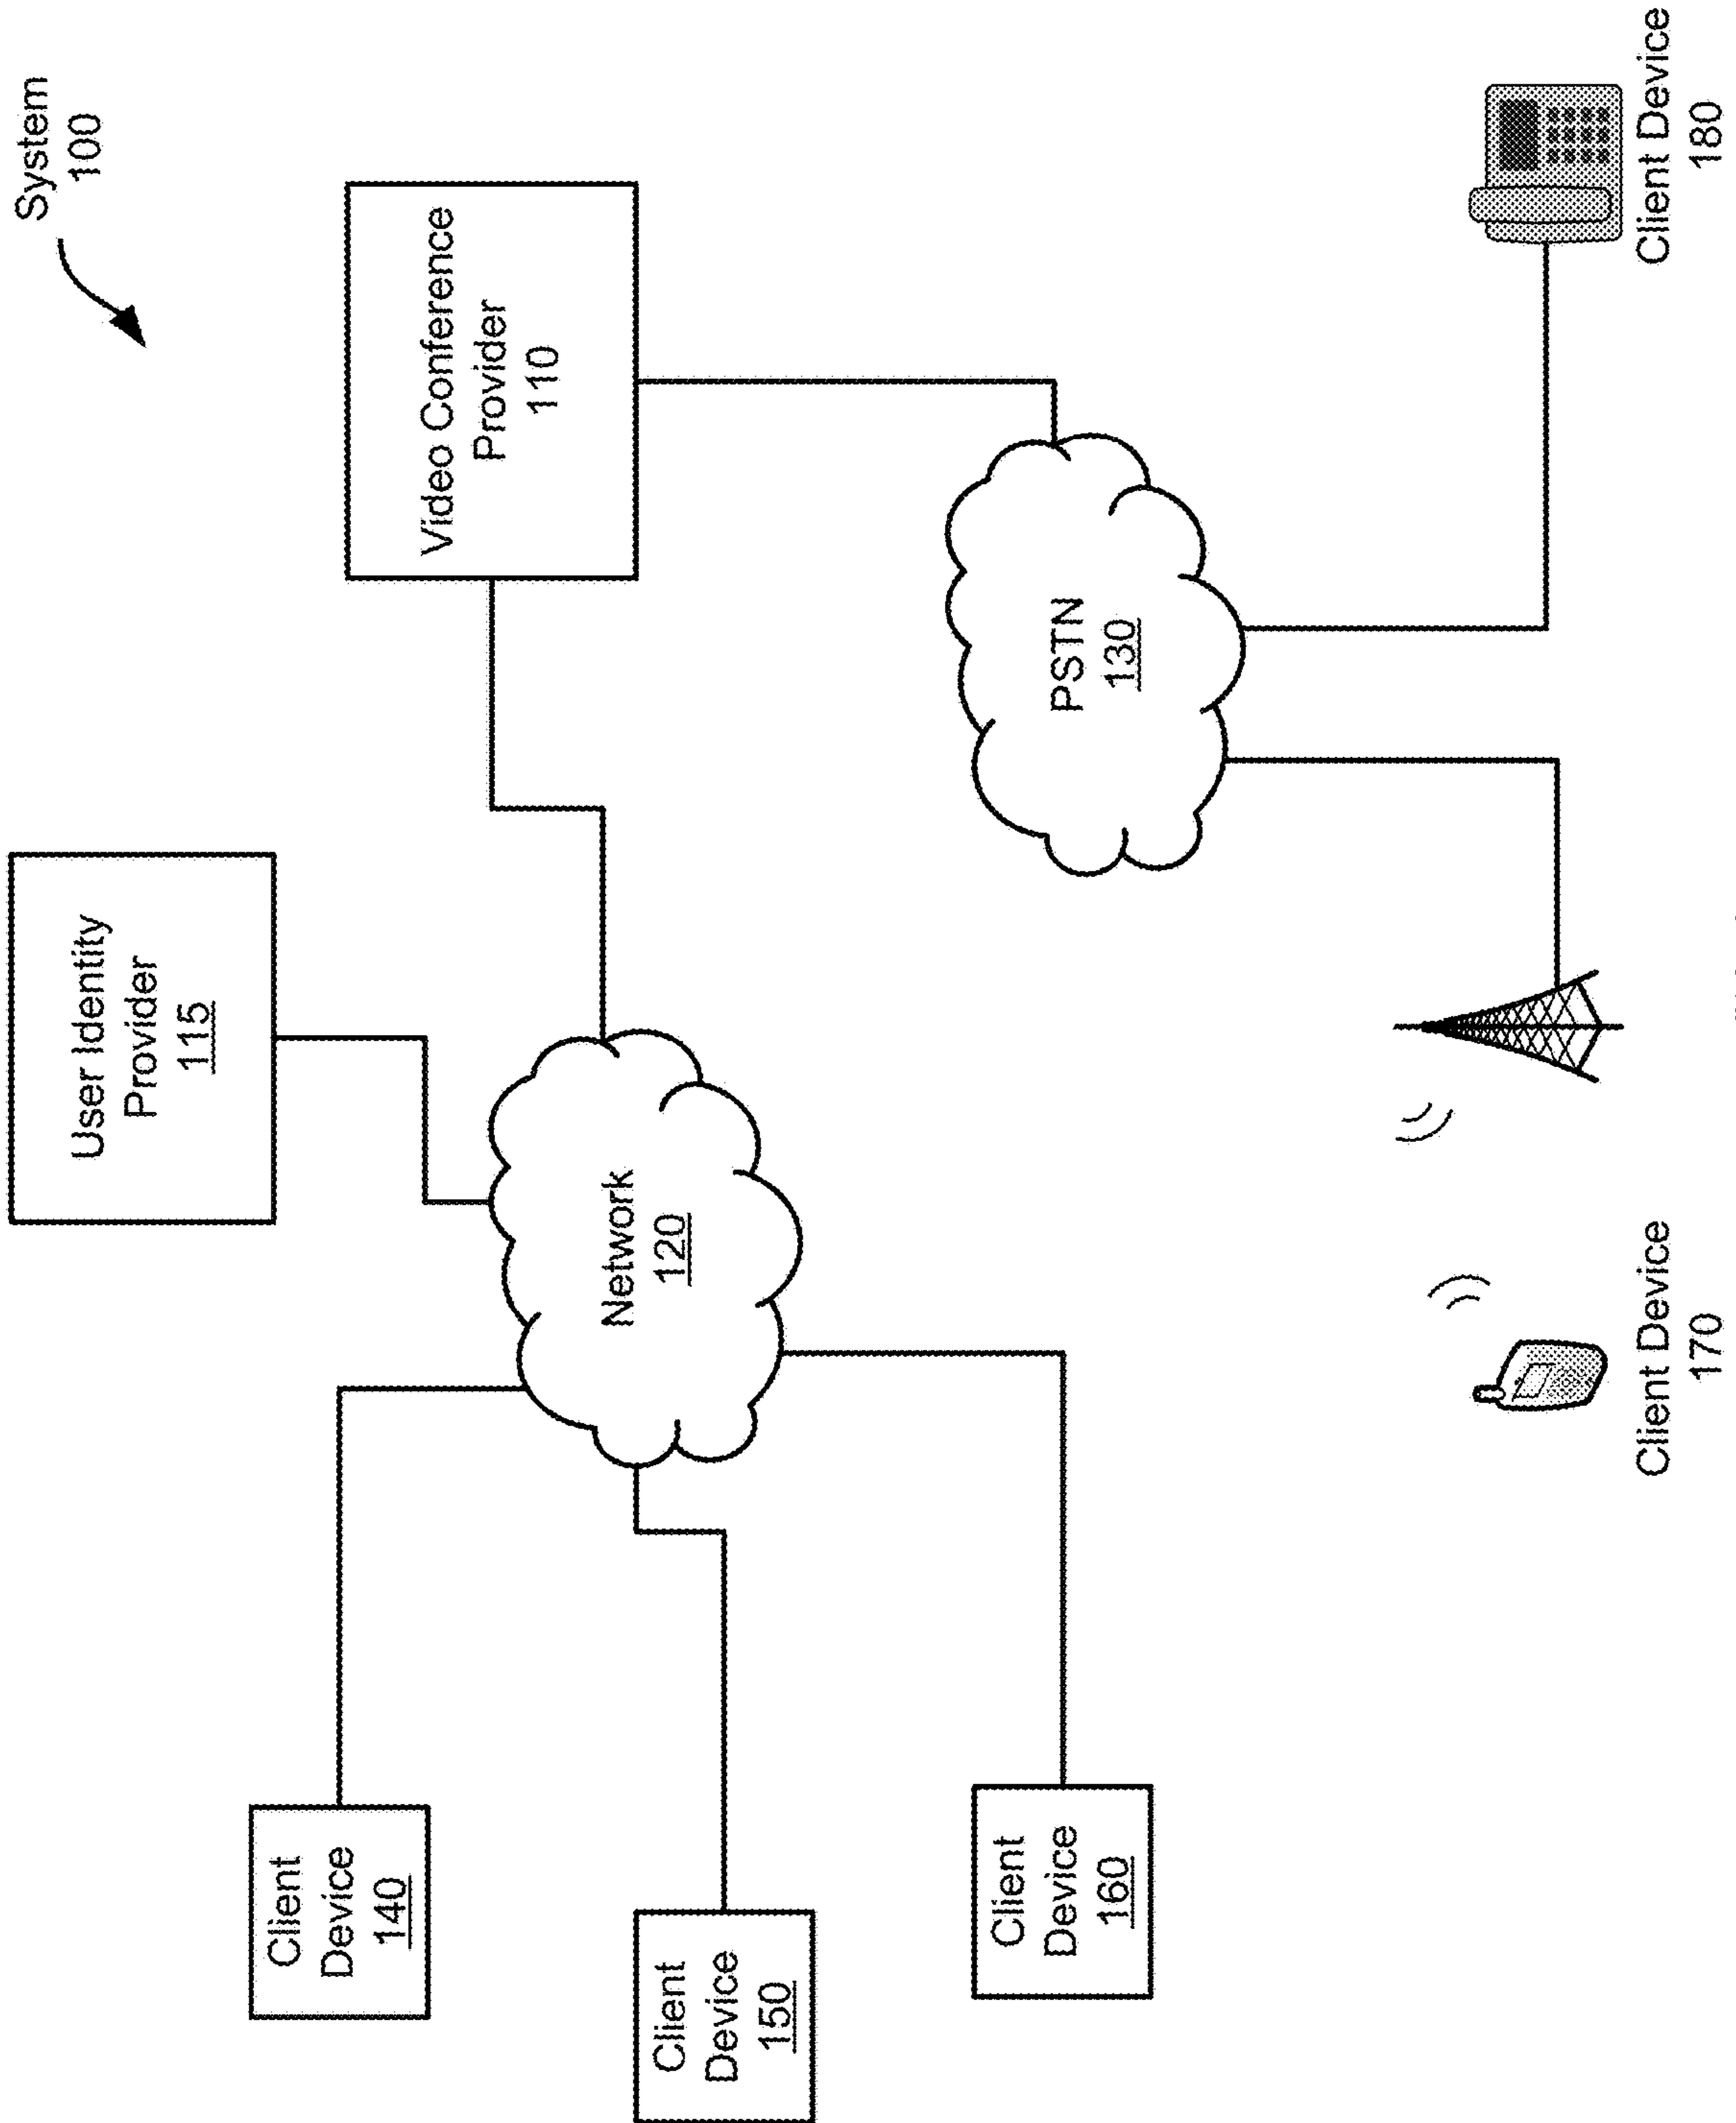 System
100
User Identity
Provider
115
Video Conference
Provider
110
Client
Device
140
Network
120
Client
Device
150
PSTN
130
Client
Device
160
Client Device
170
Client Device
180